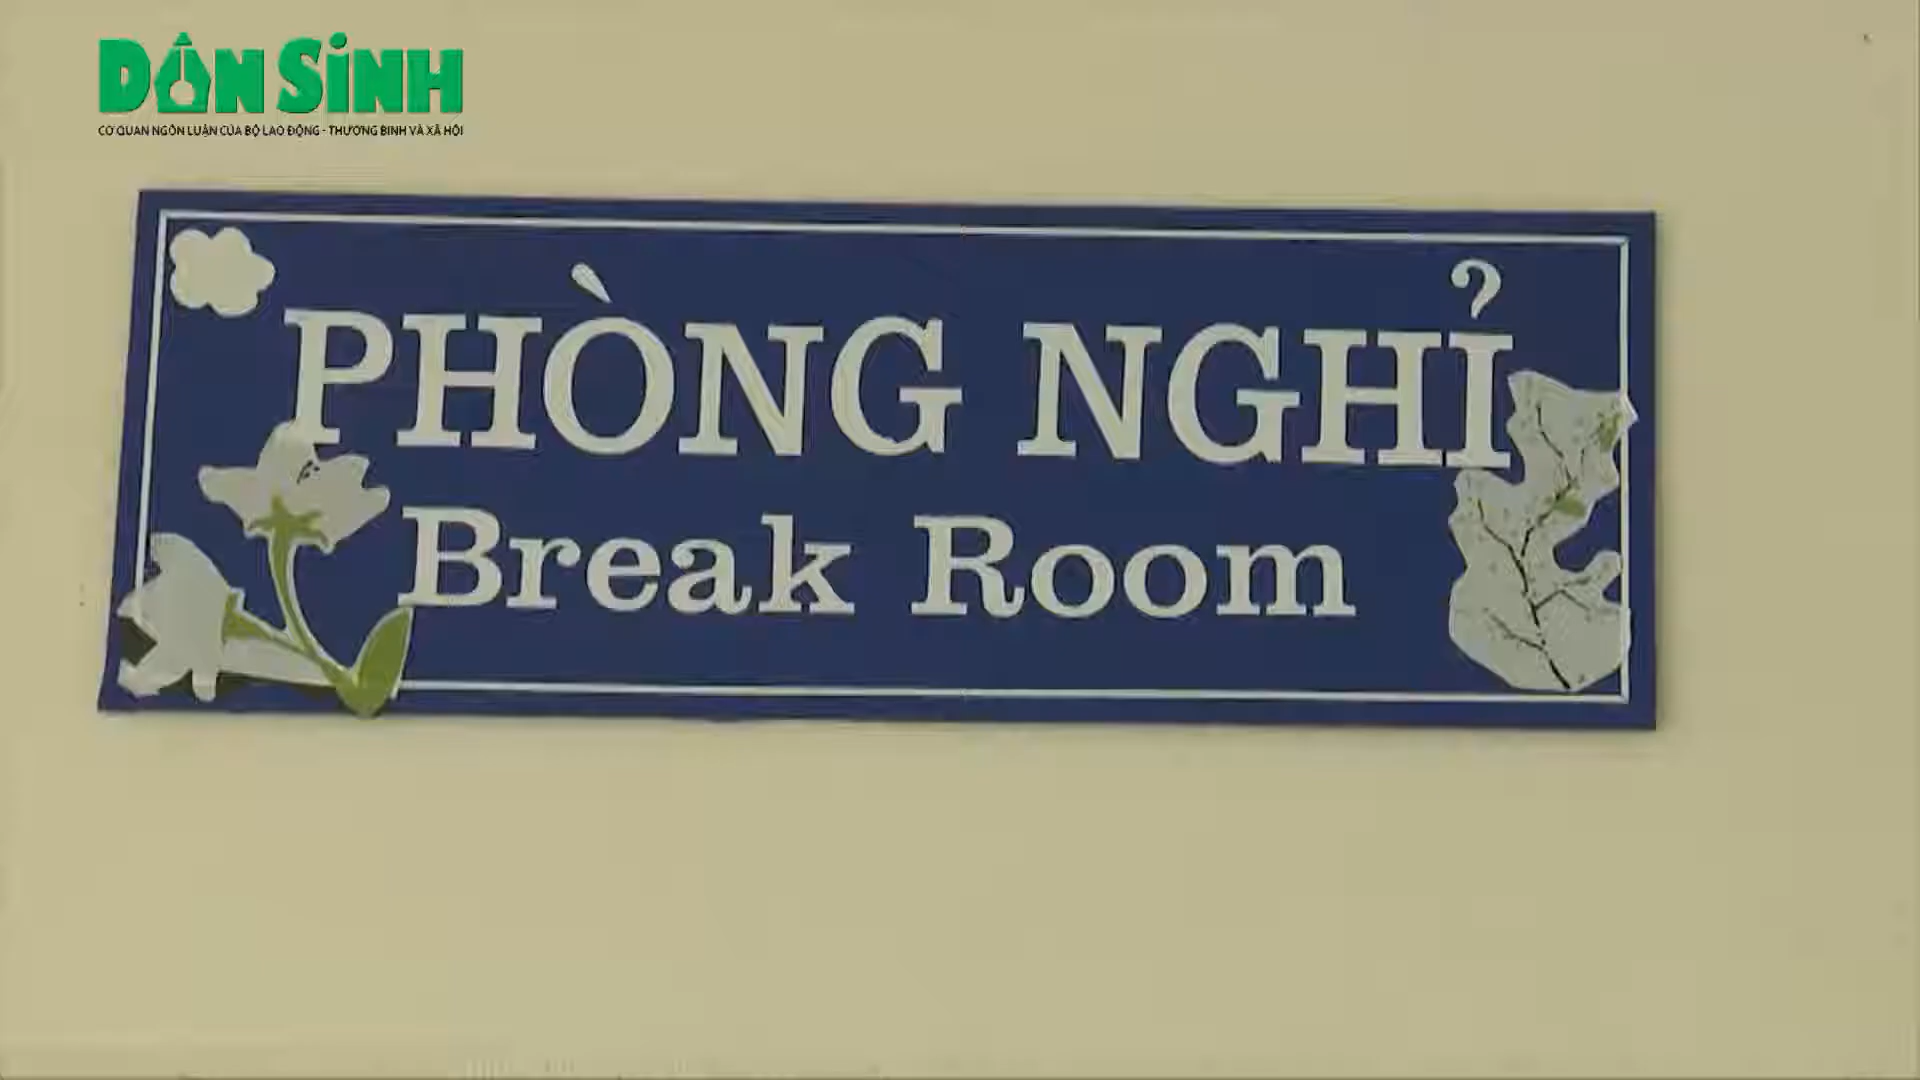 DÂN SINH
CƠ QUAN NGÔN LUẬN CỦA BỘ LAO ĐỘNG - THƯƠNG BINH VÀ XÃ HỘI
PHÒNG NGHỈ
Break Room